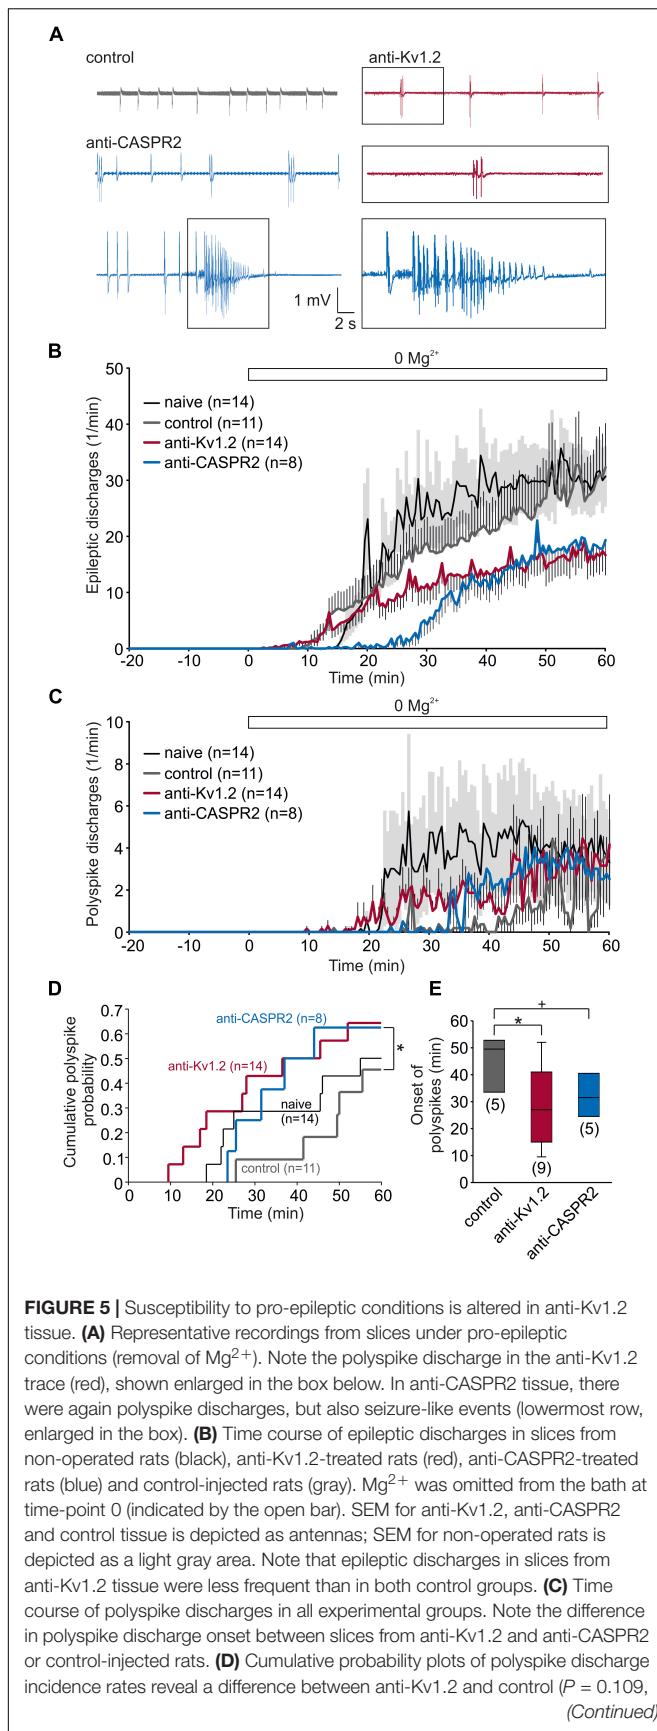 A
control
anti-Kv1.2
anti-CASPR2
1 mV
2 s
B
0 Mg2+
50
40
30
20
10
0
Epileptic discharges (1/min)
naive (n=14)
control (n=11)
anti-Kv1.2 (n=14)
anti-CASPR2 (n=8)
-20 -10 0 10 20 30 40 50 60
Time (min)
C
0 Mg2+
10
8
6
4
2
0
Polyspike discharges (1/min)
naive (n=14)
control (n=11)
anti-Kv1.2 (n=14)
anti-CASPR2 (n=8)
-20 -10 0 10 20 30 40 50 60
Time (min)
D
0.7
0.6
0.5
0.4
0.3
0.2
0.1
0
Cumulative polyspike
probability
anti-CASPR2 (n=8)
anti-Kv1.2 (n=14)
naive
(n=14)
control (n=11)
*
0 10 20 30 40 50 60
Time (min)
E
60
50
40
30
20
10
0
Onset of
polyspikes (min)
+
*
(5)
(9)
(5)
control
anti-Kv1.2
anti-CASPR2
FIGURE 5 | Susceptibility to pro-epileptic conditions is altered in anti-Kv1.2
tissue. (A) Representative recordings from slices under pro-epileptic
conditions (removal of Mg2+). Note the polyspike discharge in the anti-Kv1.2
trace (red), shown enlarged in the box below. In anti-CASPR2 tissue, there
were again polyspike discharges, but also seizure-like events (lowermost row,
enlarged in the box). (B) Time course of epileptic discharges in slices from
non-operated rats (black), anti-Kv1.2-treated rats (red), anti-CASPR2-treated
rats (blue) and control-injected rats (gray). Mg2+ was omitted from the bath at
time-point 0 (indicated by the open bar). SEM for anti-Kv1.2, anti-CASPR2
and control tissue is depicted as antennas; SEM for non-operated rats is
depicted as a light gray area. Note that epileptic discharges in slices from
anti-Kv1.2 tissue were less frequent than in both control groups. (C) Time
course of polyspike discharges in all experimental groups. Note the difference
in polyspike discharge onset between slices from anti-Kv1.2 and anti-CASPR2
or control-injected rats. (D) Cumulative probability plots of polyspike discharge
incidence rates reveal a difference between anti-Kv1.2 and control (P = 0.109,
(Continued)